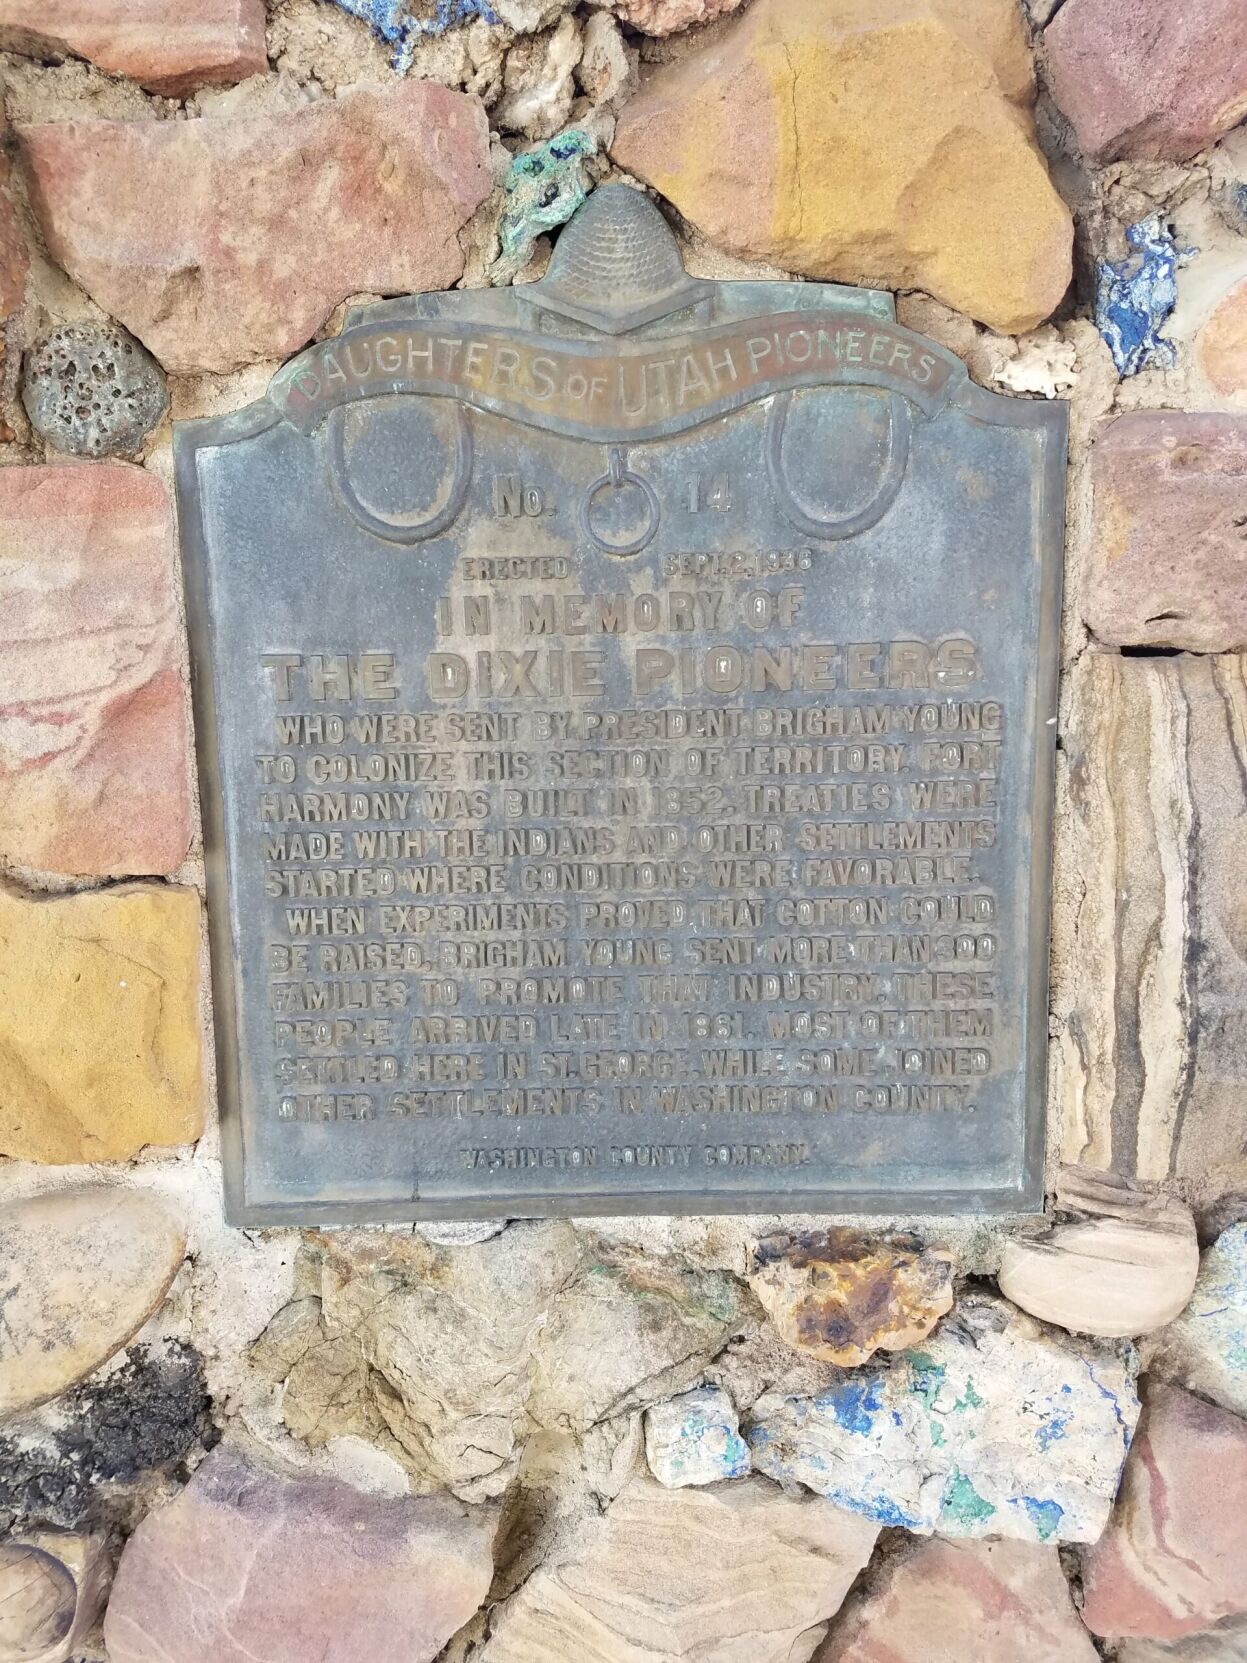 DAUGHTERS OF UTAH PIONEERS
No. 14
ERECTED SEPT. 2, 1936
IN MEMORY OF
THE DIXIE PIONEERS
WHO WERE SENT BY PRESIDENT BRIGHAM YOUNG
TO COLONIZE THIS SECTION OF TERRITORY. FORT
HARMONY WAS BUILT IN 1852, TREATIES WERE
MADE WITH THE INDIANS AND OTHER SETTLEMENTS
STARTED WHERE CONDITIONS WERE FAVORABLE.
WHEN EXPERIMENTS PROVED THAT COTTON COULD
BE RAISED, BRIGHAM YOUNG SENT MORE THAN 300
FAMILIES TO PROMOTE THAT INDUSTRY. THESE
PEOPLE ARRIVED LATE IN 1861. MOST OF THEM
SETTLED HERE IN ST. GEORGE, WHILE SOME JOINED
OTHER SETTLEMENTS IN WASHINGTON COUNTY.
WASHINGTON COUNTY COMPANY.